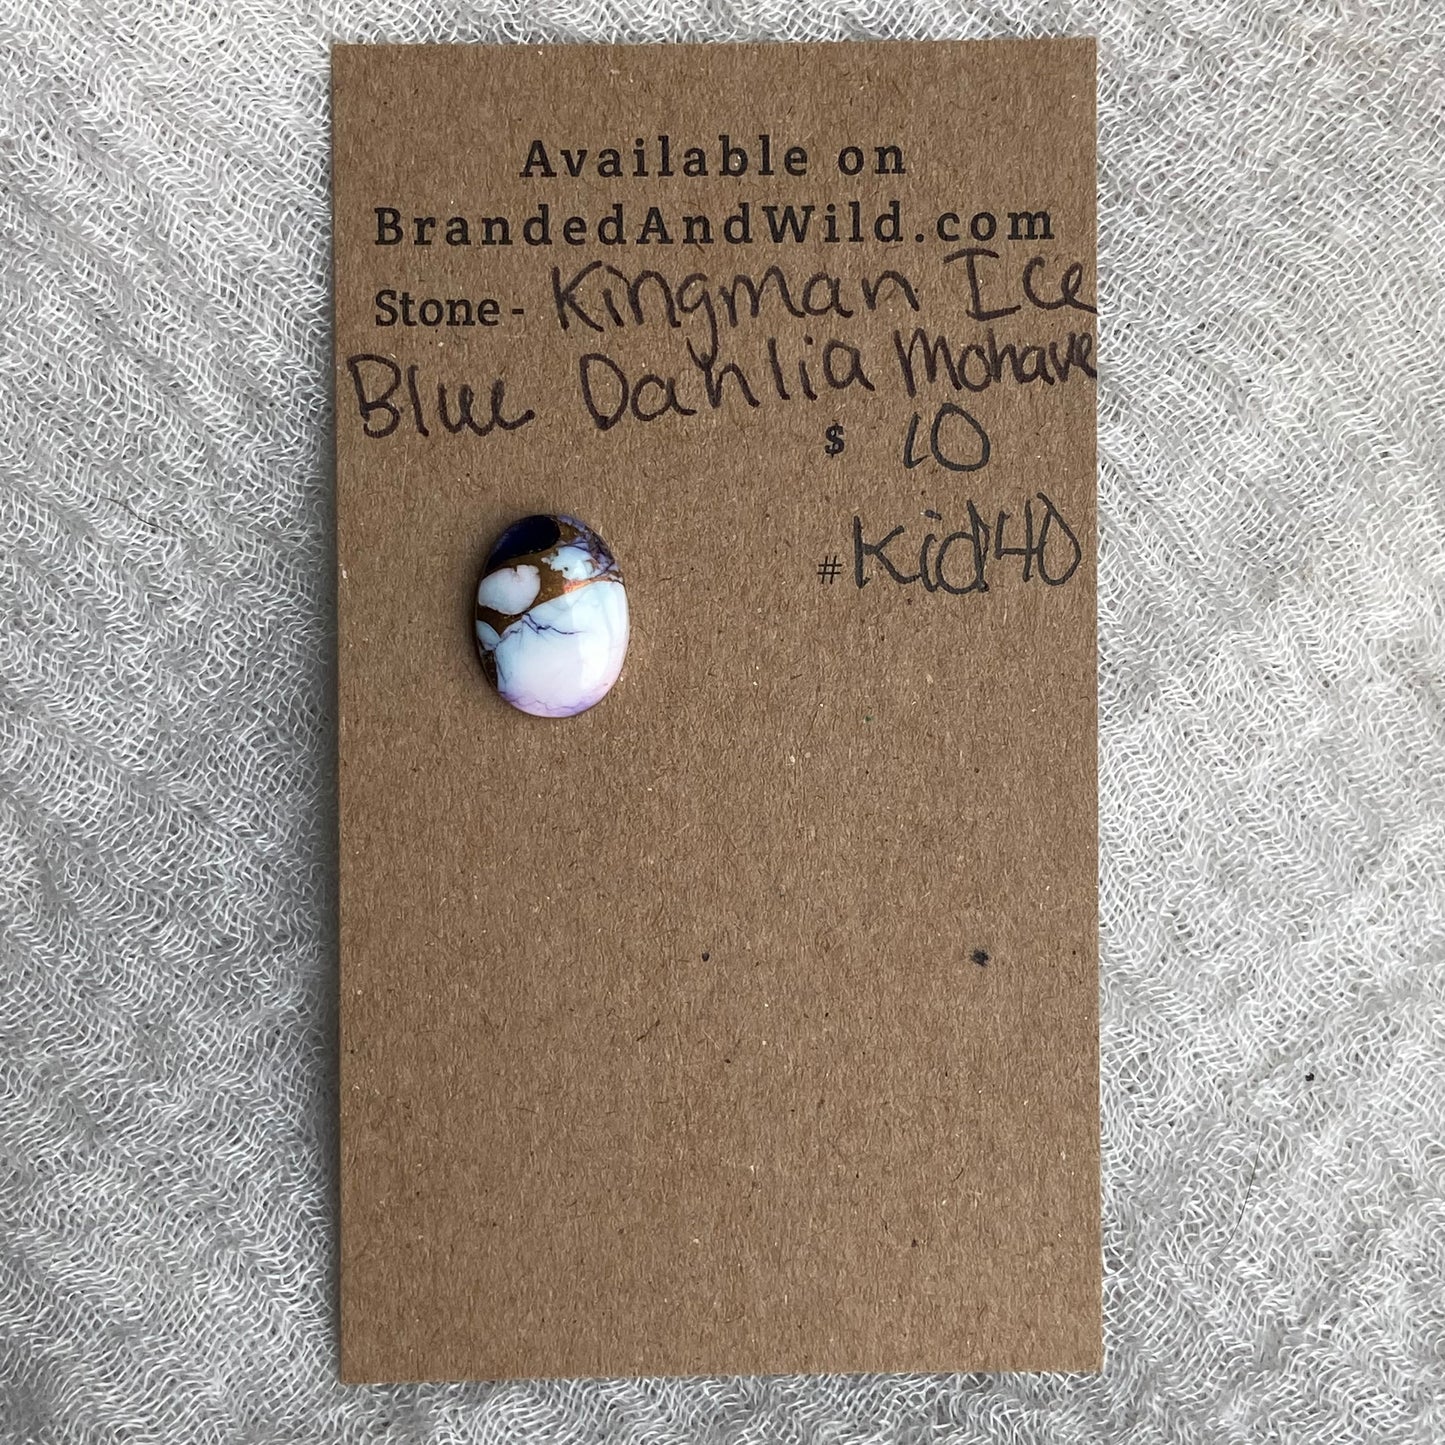 Available on
BrandedAndWild.com
Stone - Kingman Ice
Blue Dahlia Mohave
$ 10
# Kid40